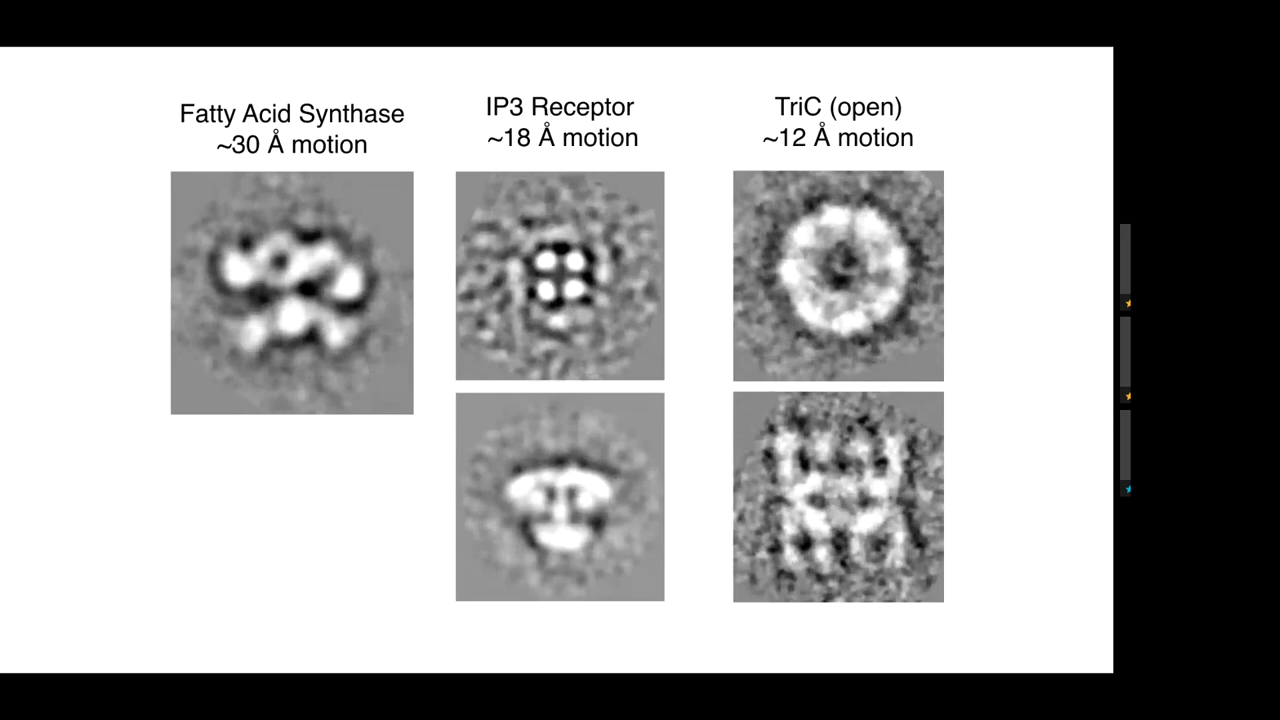 Fatty Acid Synthase
~30 Å motion
IP3 Receptor
~18 Å motion
TriC (open)
~12 Å motion